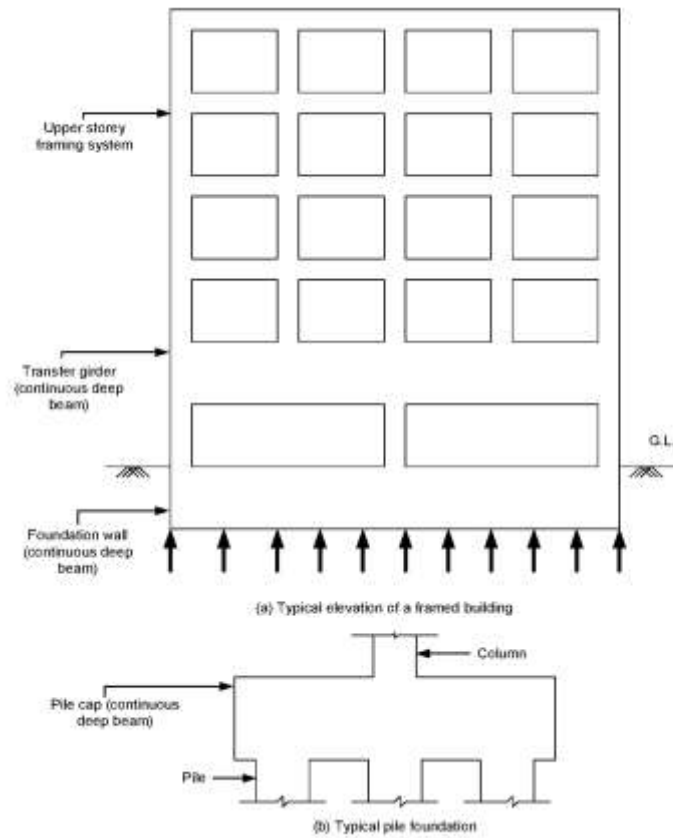 Upper storey
framing system
Transfer girder
(continuous deep
beam)
G.L.
Foundation wall
(continuous deep
beam)
(a) Typical elevation of a framed building
Column
Pile cap (continuous
deep beam)
Pile
(b) Typical pile foundation